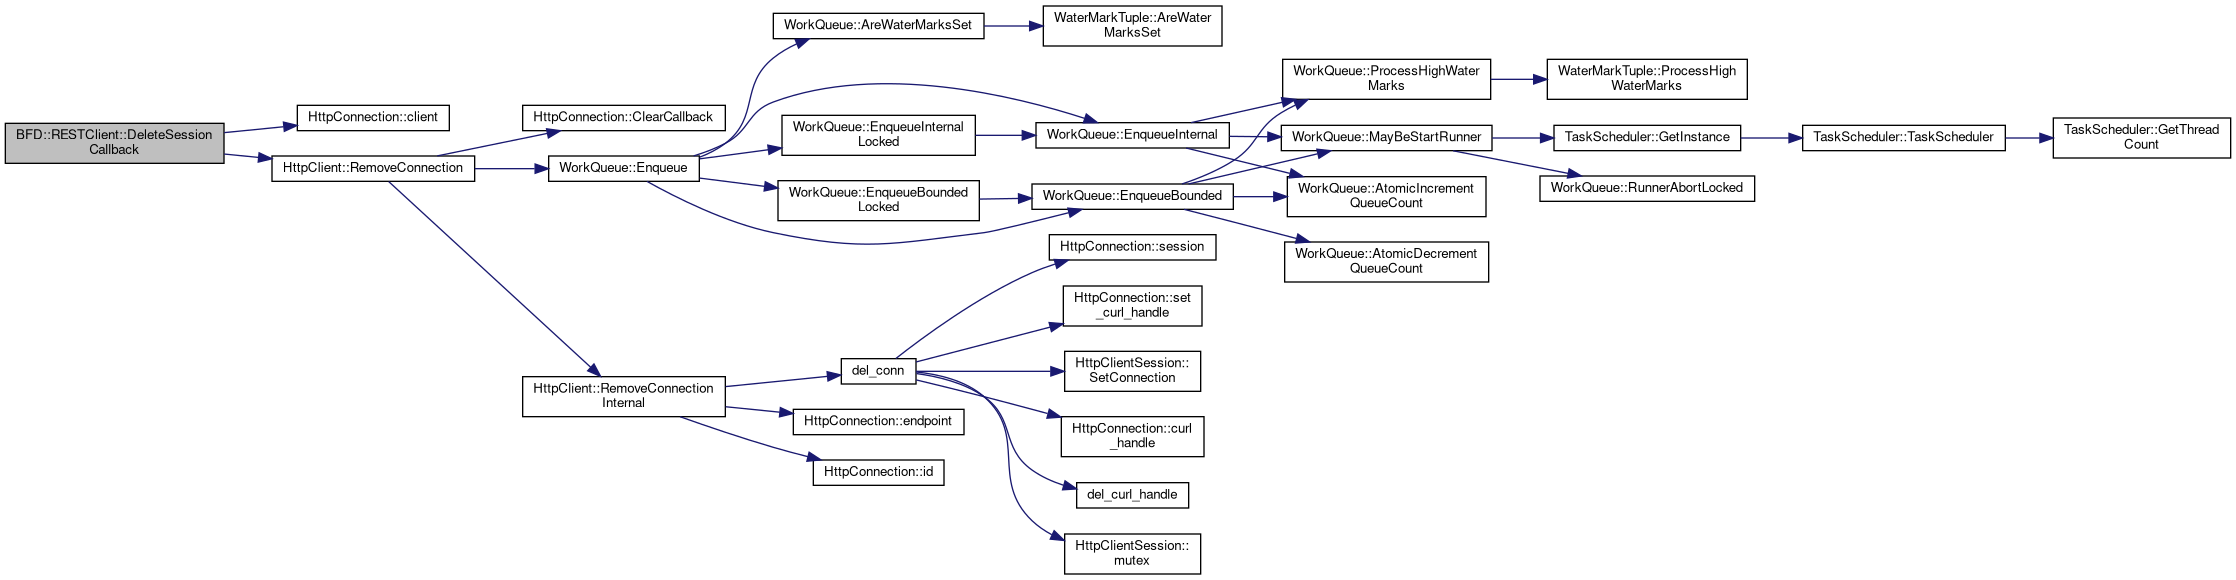 BFD::RESTClient::DeleteSession
Callback
HttpConnection::client
HttpClient::RemoveConnection
HttpConnection::ClearCallback
WorkQueue::Enqueue
HttpClient::RemoveConnection
Internal
WorkQueue::AreWaterMarksSet
WaterMarkTuple::AreWater
MarksSet
WorkQueue::EnqueueInternal
Locked
WorkQueue::EnqueueBounded
Locked
WorkQueue::EnqueueInternal
WorkQueue::EnqueueBounded
WorkQueue::ProcessHighWater
Marks
WaterMarkTuple::ProcessHigh
WaterMarks
WorkQueue::MayBeStartRunner
TaskScheduler::GetInstance
TaskScheduler::TaskScheduler
TaskScheduler::GetThread
Count
WorkQueue::RunnerAbortLocked
WorkQueue::AtomicIncrement
QueueCount
WorkQueue::AtomicDecrement
QueueCount
del_conn
HttpConnection::endpoint
HttpConnection::id
HttpConnection::session
HttpConnection::set
_curl_handle
HttpClientSession::
SetConnection
HttpConnection::curl
_handle
del_curl_handle
HttpClientSession::
mutex